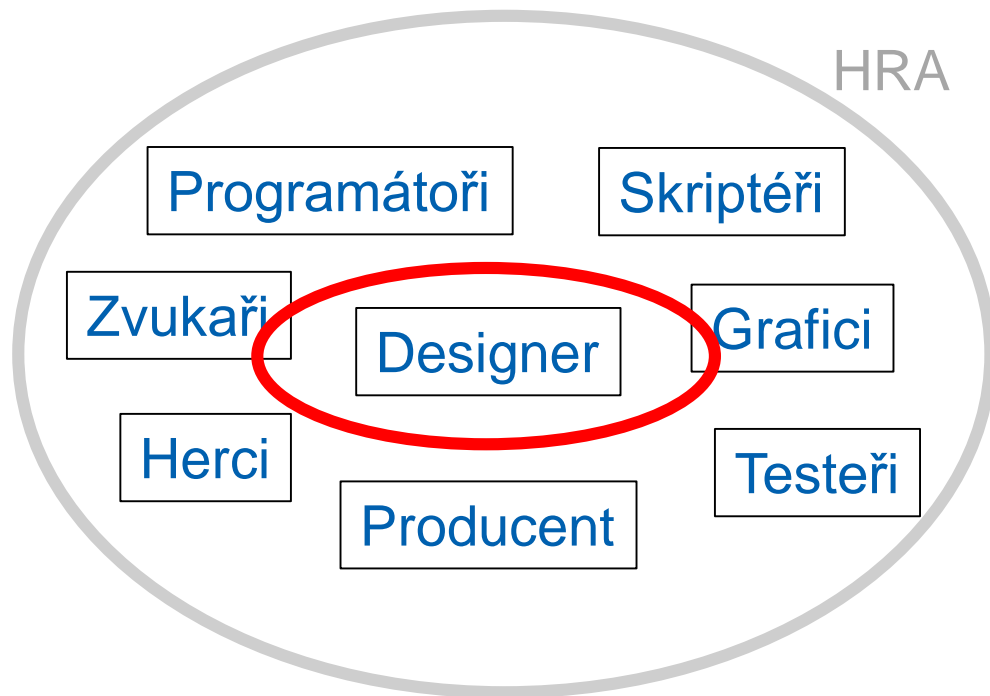 HRA
Programátoři
Skriptéři
Zvukaři
Designer
Grafici
Herci
Testeři
Producent